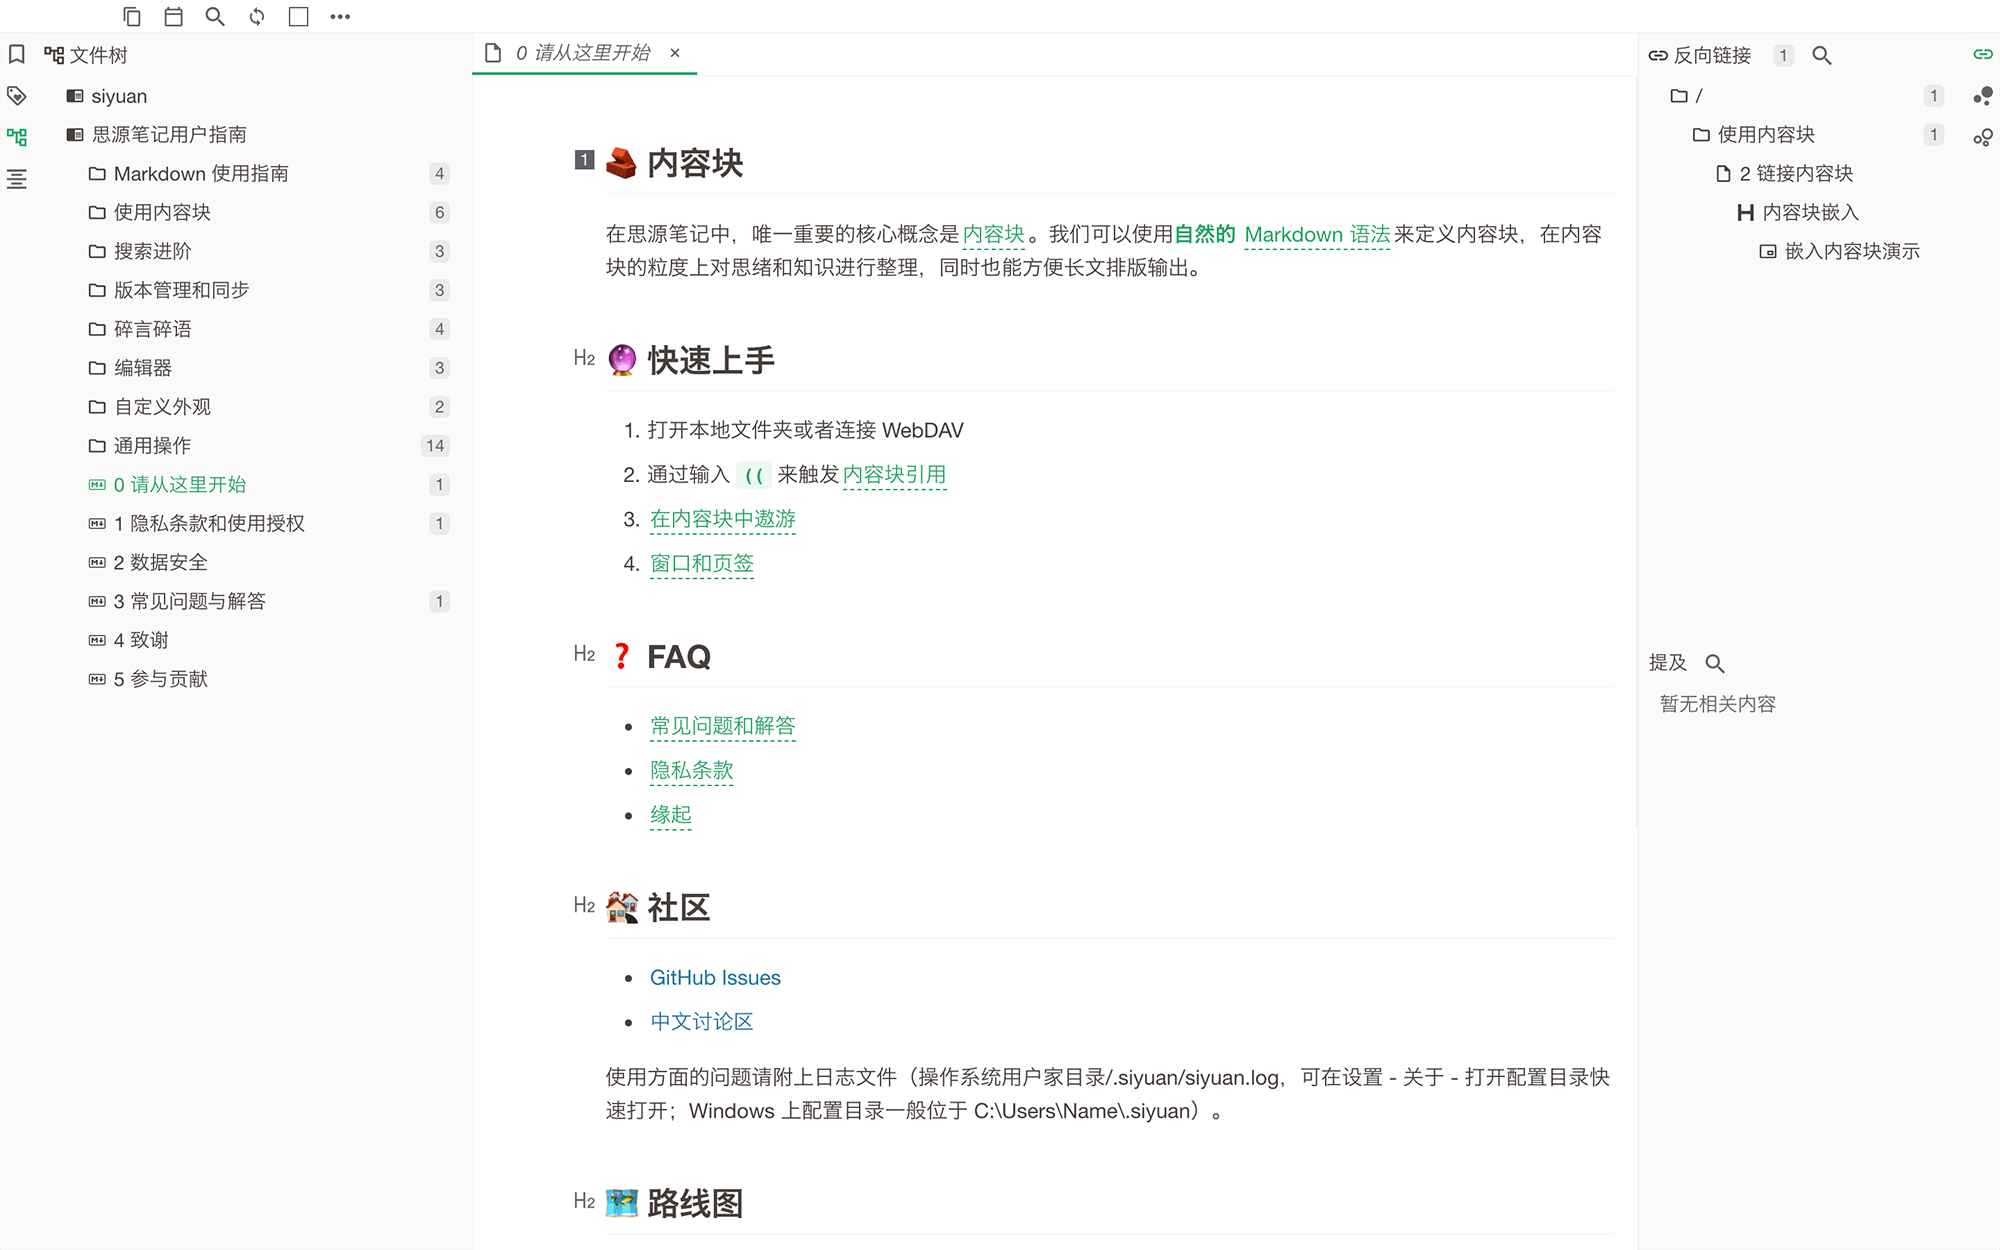 文件树
siyuan
思源笔记用户指南
Markdown 使用指南 4
使用内容块 6
搜索进阶 3
版本管理和同步 3
碎言碎语 4
编辑器 3
自定义外观 2
通用操作 14
0 请从这里开始 1
1 隐私条款和使用授权 1
2 数据安全
3 常见问题与解答 1
4 致谢
5 参与贡献
0 请从这里开始 ×
1 内容块
在思源笔记中，唯一重要的核心概念是内容块。我们可以使用自然的 Markdown 语法来定义内容块，在内容
块的粒度上对思绪和知识进行整理，同时也能方便长文排版输出。
H2 快速上手
1. 打开本地文件夹或者连接 WebDAV
2. 通过输入 (( 来触发内容块引用
3. 在内容块中遨游
4. 窗口和页签
H2 ❓ FAQ
• 常见问题和解答
• 隐私条款
• 缘起
H2 社区
• GitHub Issues
• 中文讨论区
使用方面的问题请附上日志文件（操作系统用户家目录/.siyuan/siyuan.log，可在设置 - 关于 - 打开配置目录快
速打开；Windows 上配置目录一般位于 C:\Users\Name\.siyuan）。
H2 路线图
反向链接 1
/ 1
使用内容块 1
2 链接内容块
H 内容块嵌入
嵌入内容块演示
提及
暂无相关内容